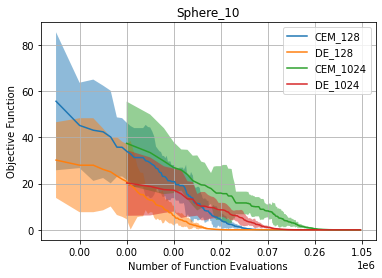 Sphere_10
CEM_128
DE_128
CEM_1024
DE_1024
Objective Function
80
60
40
20
0
0.00 0.00 0.00 0.02 0.07 0.26 1.05
1e6
Number of Function Evaluations